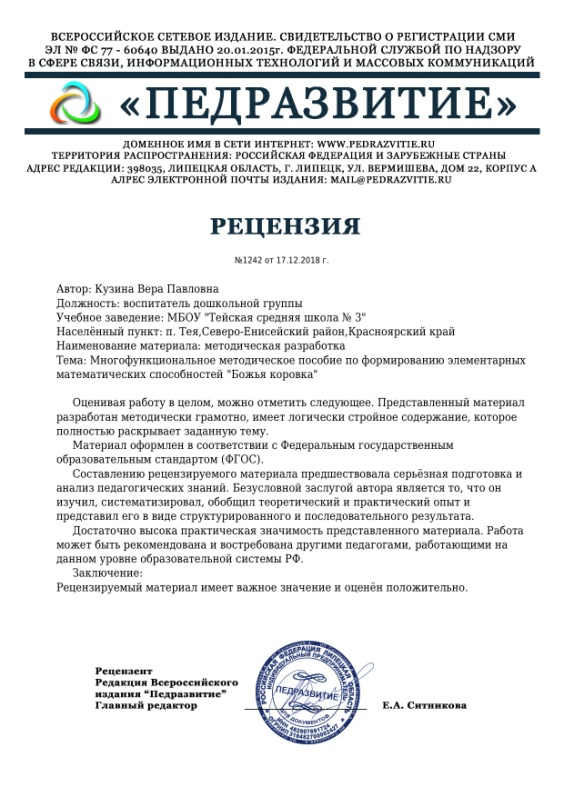 ВСЕРОССИЙСКОЕ СЕТЕВОЕ ИЗДАНИЕ. СВИДЕТЕЛЬСТВО О РЕГИСТРАЦИИ СМИ
ЭЛ № ФС 77 - 60640 ВЫДАНО 20.01.2015г. ФЕДЕРАЛЬНОЙ СЛУЖБОЙ ПО НАДЗОРУ
В СФЕРЕ СВЯЗИ, ИНФОРМАЦИОННЫХ ТЕХНОЛОГИЙ И МАССОВЫХ КОММУНИКАЦИЙ
«ПЕДРАЗВИТИЕ»
ДОМЕННОЕ ИМЯ В СЕТИ ИНТЕРНЕТ: WWW.PEDRAZVITIE.RU
ТЕРРИТОРИЯ РАСПРОСТРАНЕНИЯ: РОССИЙСКАЯ ФЕДЕРАЦИЯ И ЗАРУБЕЖНЫЕ СТРАНЫ
АДРЕС РЕДАКЦИИ: 398035, ЛИПЕЦКАЯ ОБЛАСТЬ, Г. ЛИПЕЦК, УЛ. ВЕРМИШЕВА, ДОМ 22, КОРПУС А
АЛРЕС ЭЛЕКТРОННОЙ ПОЧТЫ ИЗДАНИЯ: MAIL@PEDRAZVITIE.RU
РЕЦЕНЗИЯ
№1242 от 17.12.2018 г.
Автор: Кузина Вера Павловна
Должность: воспитатель дошкольной группы
Учебное заведение: МБОУ "Тейская средняя школа № 3"
Населённый пункт: п. Тея,Северо-Енисейский район,Красноярский край
Наименование материала: методическая разработка
Тема: Многофункциональное методическое пособие по формированию элементарных
математических способностей "Божья коровка"
Оценивая работу в целом, можно отметить следующее. Представленный материал
разработан методически грамотно, имеет логически стройное содержание, которое
полностью раскрывает заданную тему.
Материал оформлен в соответствии с Федеральным государственным
образовательным стандартом (ФГОС).
Составлению рецензируемого материала предшествовала серьёзная подготовка и
анализ педагогических знаний. Безусловной заслугой автора является то, что он
изучил, систематизировал, обобщил теоретический и практический опыт и
представил его в виде структурированного и последовательного результата.
Достаточно высока практическая значимость представленного материала. Работа
может быть рекомендована и востребована другими педагогами, работающими на
данном уровне образовательной системы РФ.
Заключение:
Рецензируемый материал имеет важное значение и оценён положительно.
Рецензент
Редакция Всероссийского
издания “Педразвитие”
Главный редактор
РОССИЙСКАЯ ФЕДЕРАЦИЯ ЛИПЕЦКАЯ ОБЛАСТЬ
ИНДИВИДУАЛЬНЫЙ ПРЕДПРИНИМАТЕЛЬ
ПЕДРАЗВИТИЕ
ДЛЯ ДОКУМЕНТОВ
Е.А. Ситникова